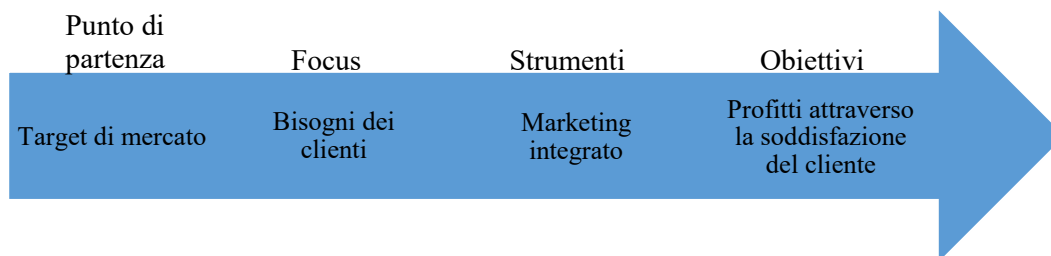 Punto di
partenza
Focus
Strumenti
Obiettivi
Target di mercato
Bisogni dei
clienti
Marketing
integrato
Profitti attraverso
la soddisfazione
del cliente